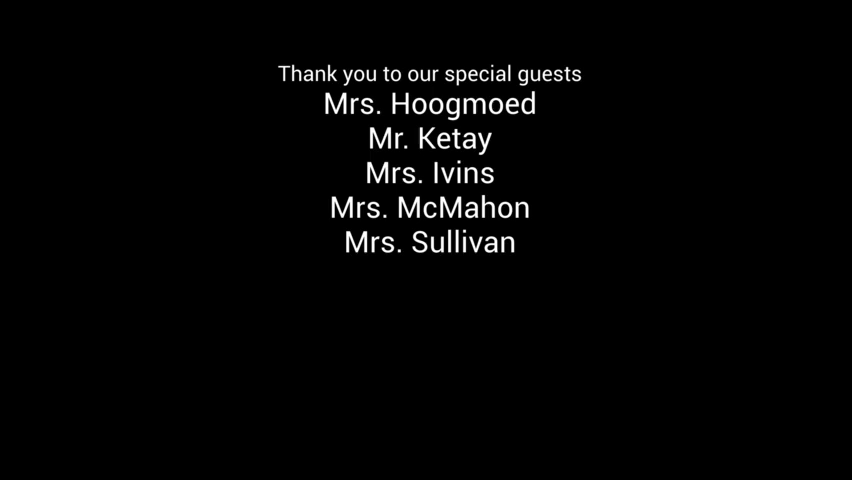 Thank you to our special guests
Mrs. Hoogmoed
Mr. Ketay
Mrs. Ivins
Mrs. McMahon
Mrs. Sullivan